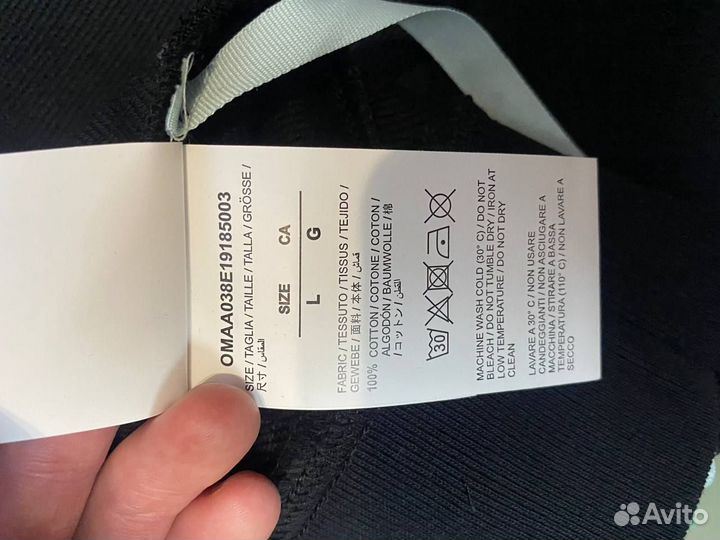 OMAA038E19185003
SIZE / TAGLIA / TAILLE / TALLA / GRÖSSE /
尺寸 / المقاس /
SIZE CA
L G
FABRIC / TESSUTO / TISSUS / TEJIDO /
GEWEBE / 面料 / 本体 / قماش /
100% COTTON / COTONE / COTON /
ALGODÓN / BAUMWOLLE / 棉
/ コットン / القطن /
30
MACHINE WASH COLD (30° C) / DO NOT
BLEACH / DO NOT TUMBLE DRY / IRON AT
LOW TEMPERATURE / DO NOT DRY
CLEAN
LAVARE A 30° C / NON USARE
CANDEGGIANTI / NON ASCIUGARE A
MACCHINA / STIRARE A BASSA
TEMPERATURA (110° C) / NON LAVARE A
SECO
Avito